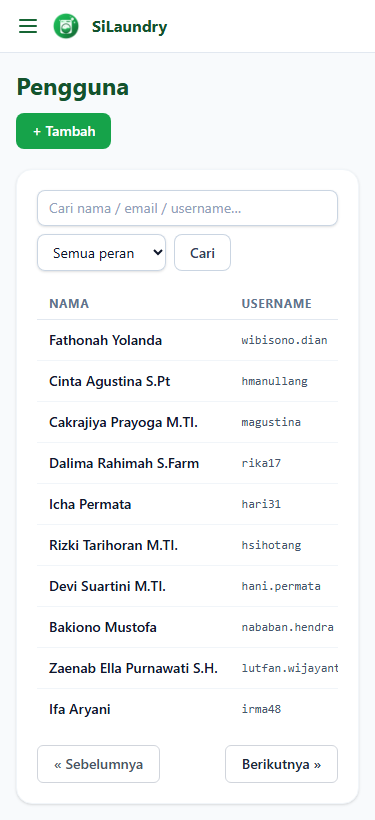 SiLaundry
Pengguna
+ Tambah
Cari nama / email / username...
Semua peran
Cari
NAMA USERNAME
Fathonah Yolanda wibisono.dian
Cinta Agustina S.Pt hmanullang
Cakrajiya Prayoga M.TI. magustina
Dalima Rahimah S.Farm rika17
Icha Permata hari31
Rizki Tarihoran M.TI. hsihotang
Devi Suartini M.TI. hani.permata
Bakiono Mustofa nababan.hendra
Zaenab Ella Purnawati S.H. lutfan.wijayant
Ifa Aryani irma48
« Sebelumnya Berikutnya »